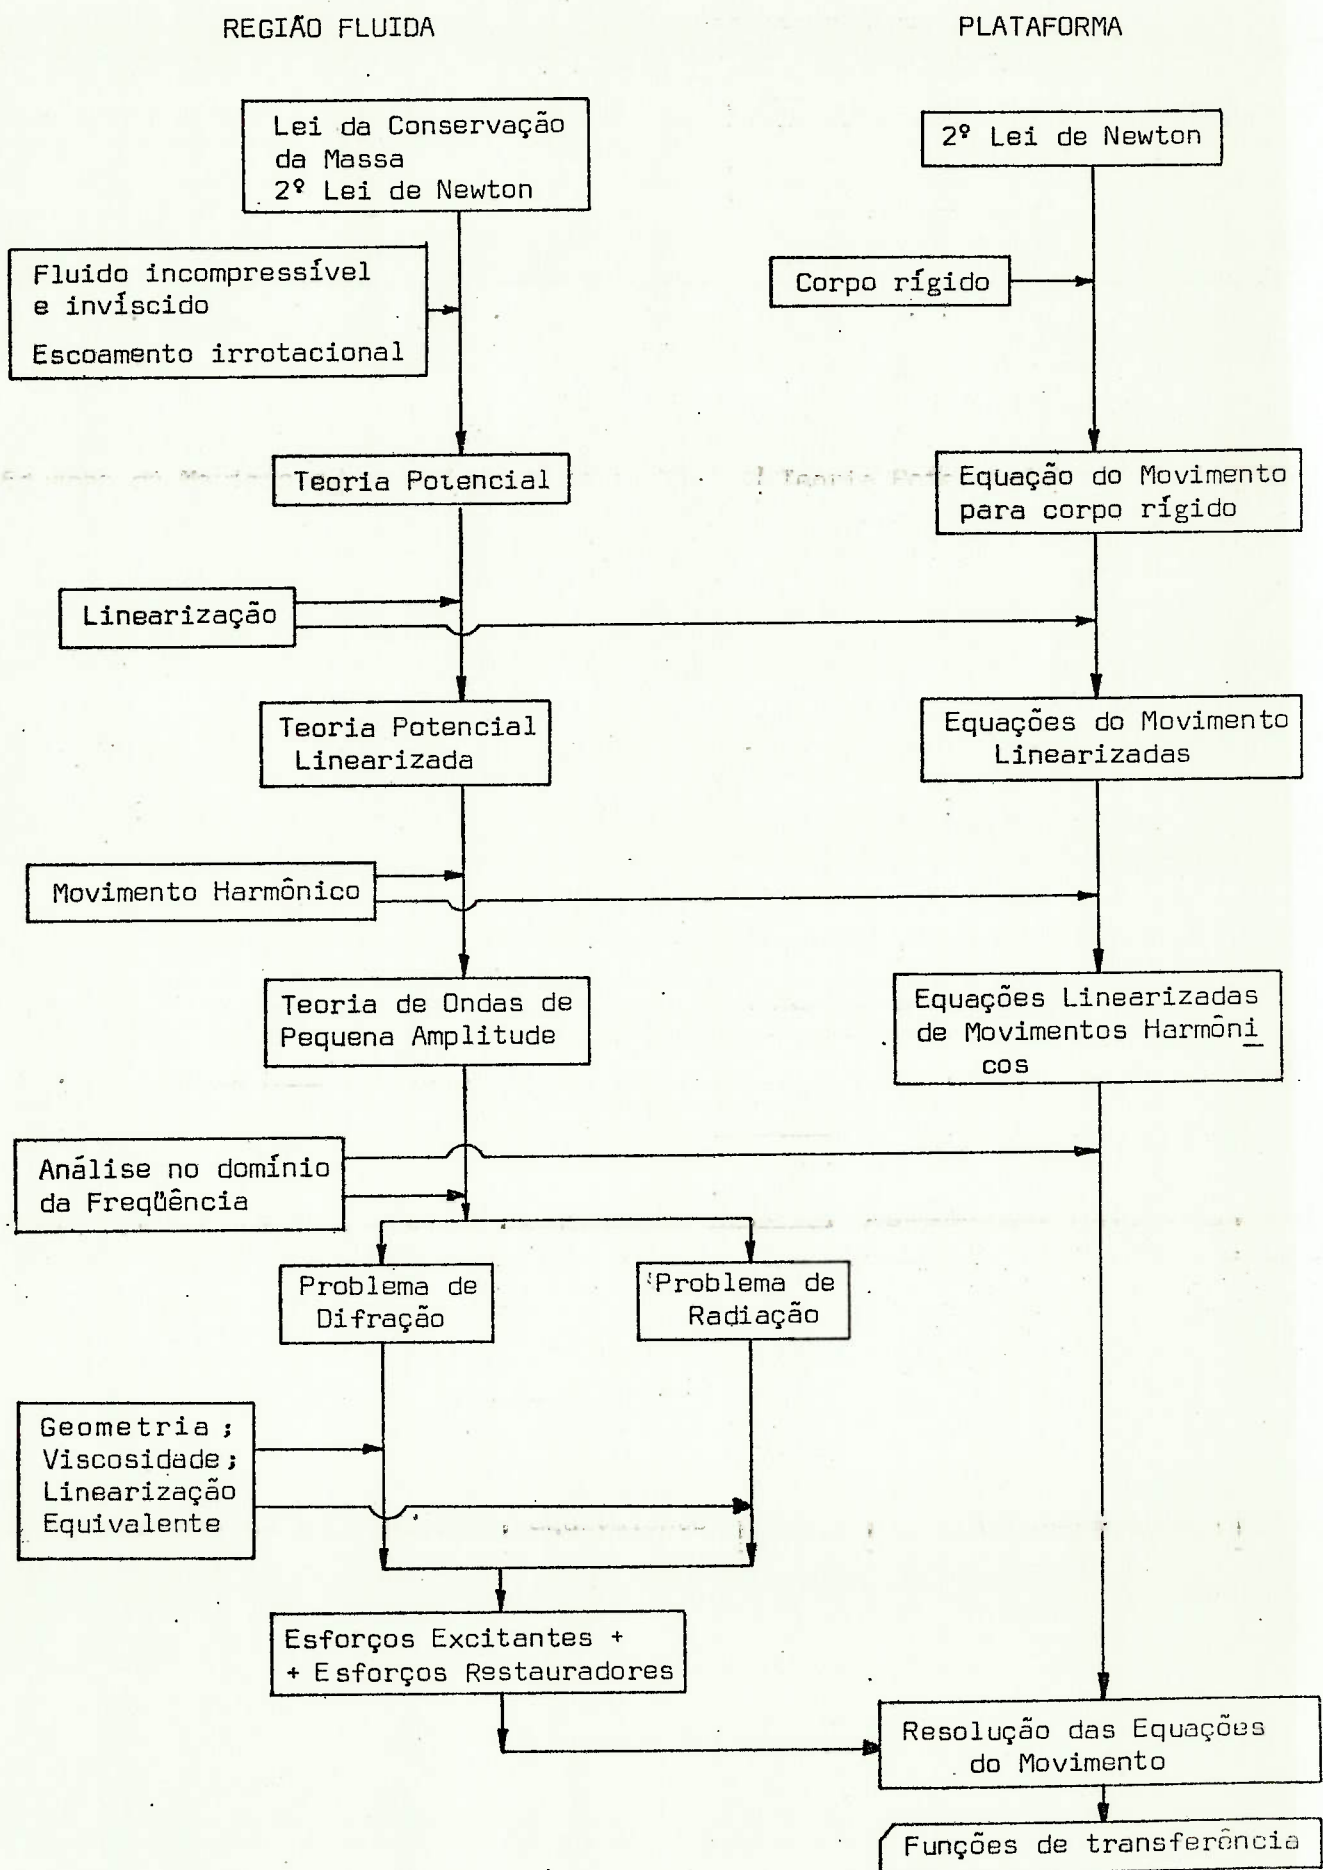 REGIÃO FLUIDA
PLATAFORMA
Lei da Conservação
da Massa
2º Lei de Newton
2º Lei de Newton
Fluido incompressível
e invíscido
Escoamento irrotacional
Corpo rígido
Teoria Potencial
Equação do Movimento
para corpo rígido
Linearização
Teoria Potencial
Linearizada
Equações do Movimento
Linearizadas
Movimento Harmônico
Teoria de Ondas de
Pequena Amplitude
Equações Linearizadas
de Movimentos Harmôni
cos
Análise no domínio
da Freqüência
Problema de
Difração
Problema de
Radiação
Geometria ;
Viscosidade ;
Linearização
Equivalente
Esforços Excitantes +
+ Esforços Restauradores
Resolução das Equações
do Movimento
Funções de transferência